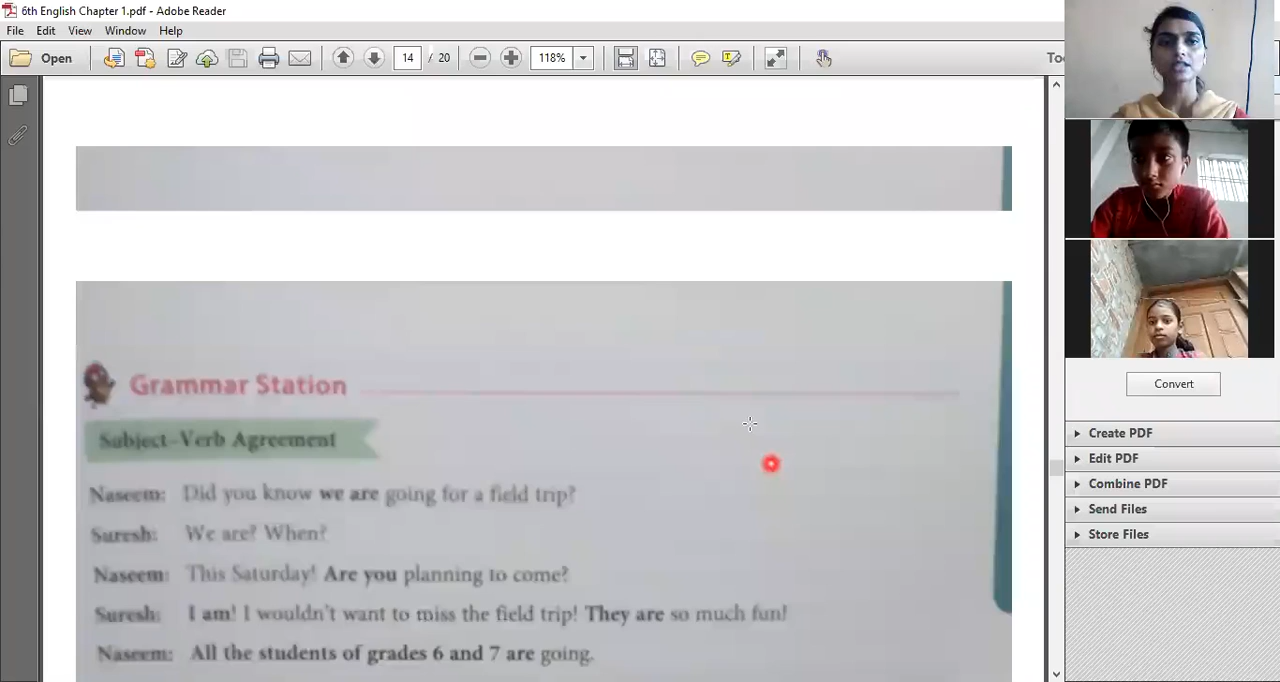 6th English Chapter 1.pdf - Adobe Reader
File Edit View Window Help
Open 14 / 20 118% Too
Grammar Station
Subject–Verb Agreement
Naseem: Did you know we are going for a field trip?
Suresh: We are? When?
Naseem: This Saturday! Are you planning to come?
Suresh: I am! I wouldn't want to miss the field trip! They are so much fun!
Naseem: All the students of grades 6 and 7 are going.
Convert
Create PDF
Edit PDF
Combine PDF
Send Files
Store Files